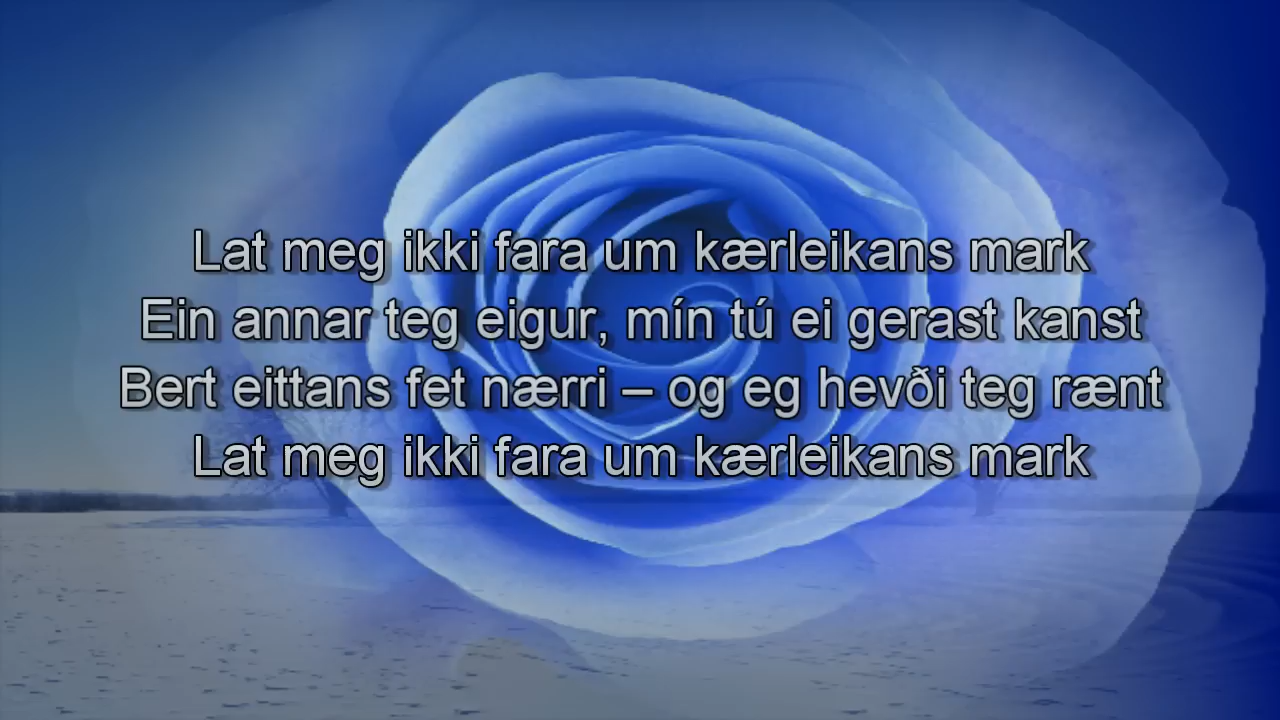 Lat meg ikki fara um kærleikans mark
Ein annar teg eigur, mín tú ei gerast kanst
Bert eittans fet nærri – og eg hevði teg rænt
Lat meg ikki fara um kærleikans mark